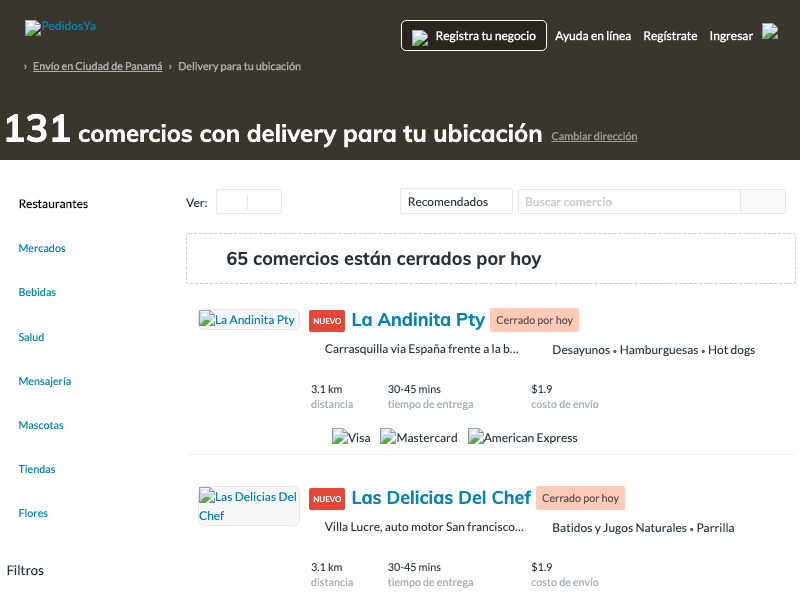 PedidosYa
Registra tu negocio Ayuda en línea Regístrate Ingresar
› Envío en Ciudad de Panamá › Delivery para tu ubicación
131 comercios con delivery para tu ubicación Cambiar dirección
Restaurantes
Mercados
Bebidas
Salud
Mensajería
Mascotas
Tiendas
Flores
Filtros
Ver: Recomendados Buscar comercio
65 comercios están cerrados por hoy
La Andinita Pty NUEVO La Andinita Pty Cerrado por hoy
Carrasquilla via España frente a la b... Desayunos • Hamburguesas • Hot dogs
3.1 km 30-45 mins $1.9
distancia tiempo de entrega costo de envío
Visa Mastercard American Express
Las Delicias Del Chef NUEVO Las Delicias Del Chef Cerrado por hoy
Villa Lucre, auto motor San francisco... Batidos y Jugos Naturales • Parrilla
3.1 km 30-45 mins $1.9
distancia tiempo de entrega costo de envío